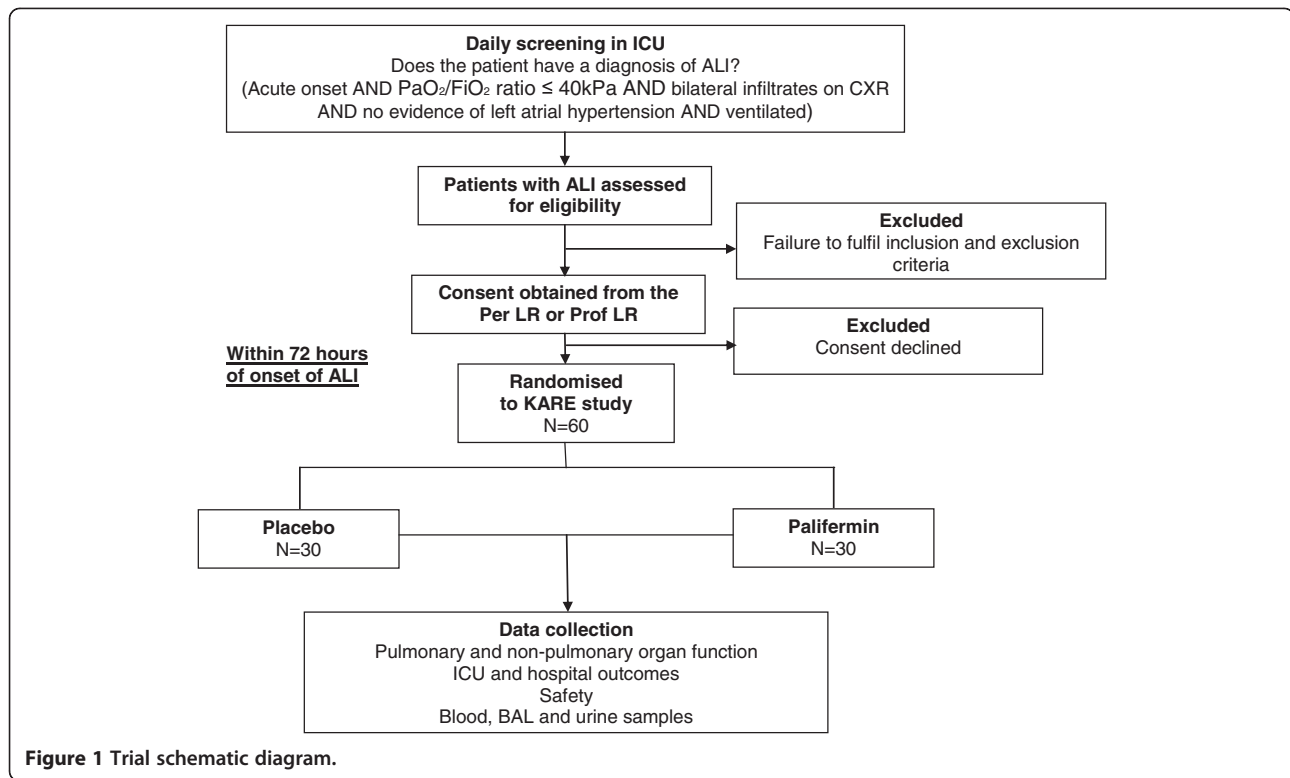 Daily screening in ICU
Does the patient have a diagnosis of ALI?
(Acute onset AND PaO₂/FiO₂ ratio ≤ 40kPa AND bilateral infiltrates on CXR
AND no evidence of left atrial hypertension AND ventilated)
Patients with ALI assessed
for eligibility
Excluded
Failure to fulfil inclusion and exclusion
criteria
Consent obtained from the
Per LR or Prof LR
Excluded
Consent declined
Within 72 hours
of onset of ALI
Randomised
to KARE study
N=60
Placebo
N=30
Palifermin
N=30
Data collection
Pulmonary and non-pulmonary organ function
ICU and hospital outcomes
Safety
Blood, BAL and urine samples
Figure 1 Trial schematic diagram.